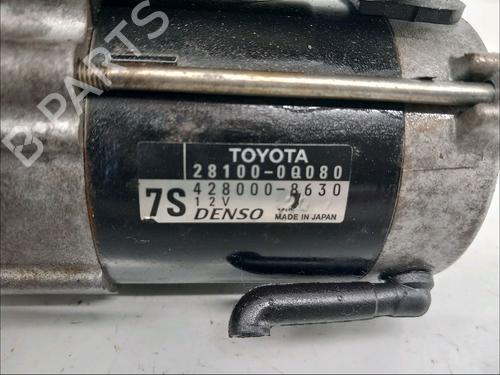 B-PARTS
TOYOTA
28100-0Q080
7S
428000-8630
12V
DENSO
MADE IN JAPAN